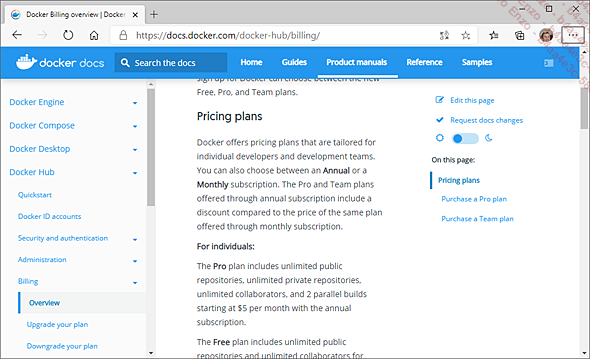 Docker Billing overview | Docker
https://docs.docker.com/docker-hub/billing/
docker docs
Search the docs
Home
Guides
Product manuals
Reference
Samples
Docker Engine
Docker Compose
Docker Desktop
Docker Hub
Quickstart
Docker ID accounts
Security and authentication
Administration
Billing
Overview
Upgrade your plan
Downgrade your plan
sign up for Docker can choose between the new
Free, Pro, and Team plans.
Pricing plans
Docker offers pricing plans that are tailored for
individual developers and development teams.
You can also choose between an Annual or a
Monthly subscription. The Pro and Team plans
offered through annual subscription include a
discount compared to the price of the same plan
offered through monthly subscription.
For individuals:
The Pro plan includes unlimited public
repositories, unlimited private repositories,
unlimited collaborators, and 2 parallel builds
starting at $5 per month with the annual
subscription.
The Free plan includes unlimited public
repositories and unlimited collaborators for
Edit this page
Request docs changes
On this page:
Pricing plans
Purchase a Pro plan
Purchase a Team plan